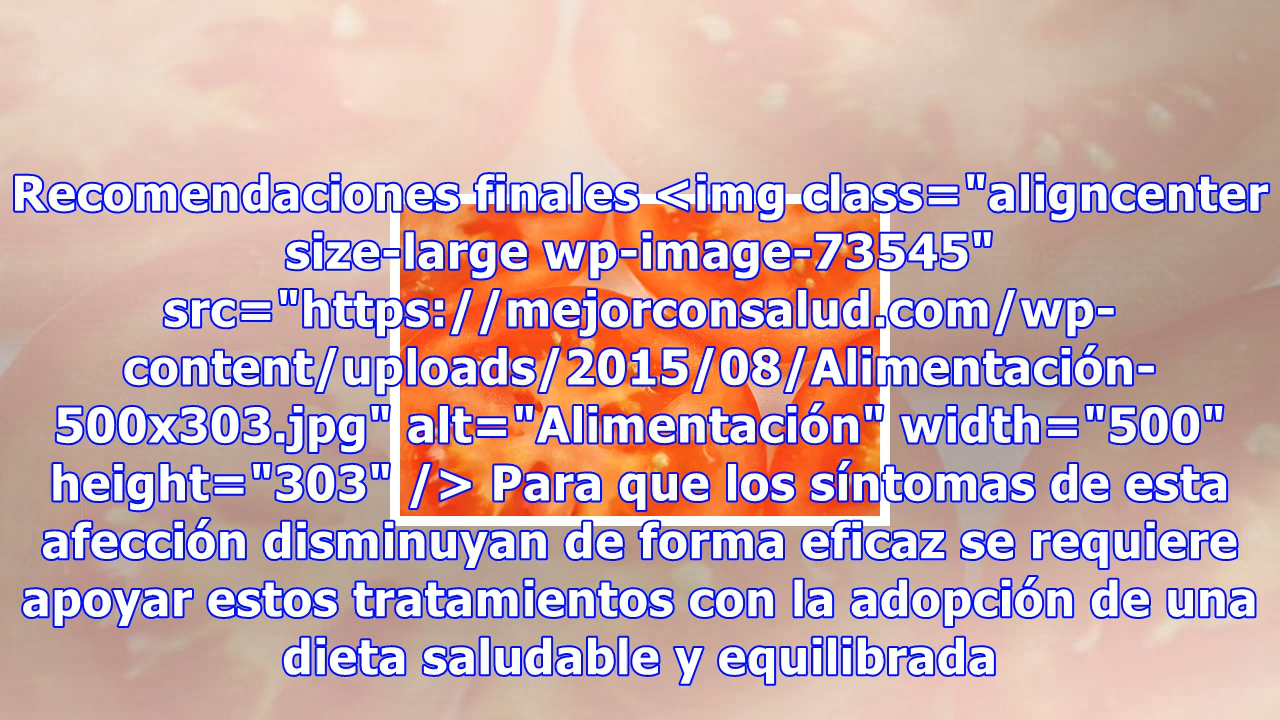 Recomendaciones finales <img class="aligncenter
size-large wp-image-73545"
src="https://mejorconsalud.com/wp-
content/uploads/2015/08/Alimentación-
500x303.jpg" alt="Alimentación" width="500"
height="303" /> Para que los síntomas de esta
afección disminuyan de forma eficaz se requiere
apoyar estos tratamientos con la adopción de una
dieta saludable y equilibrada